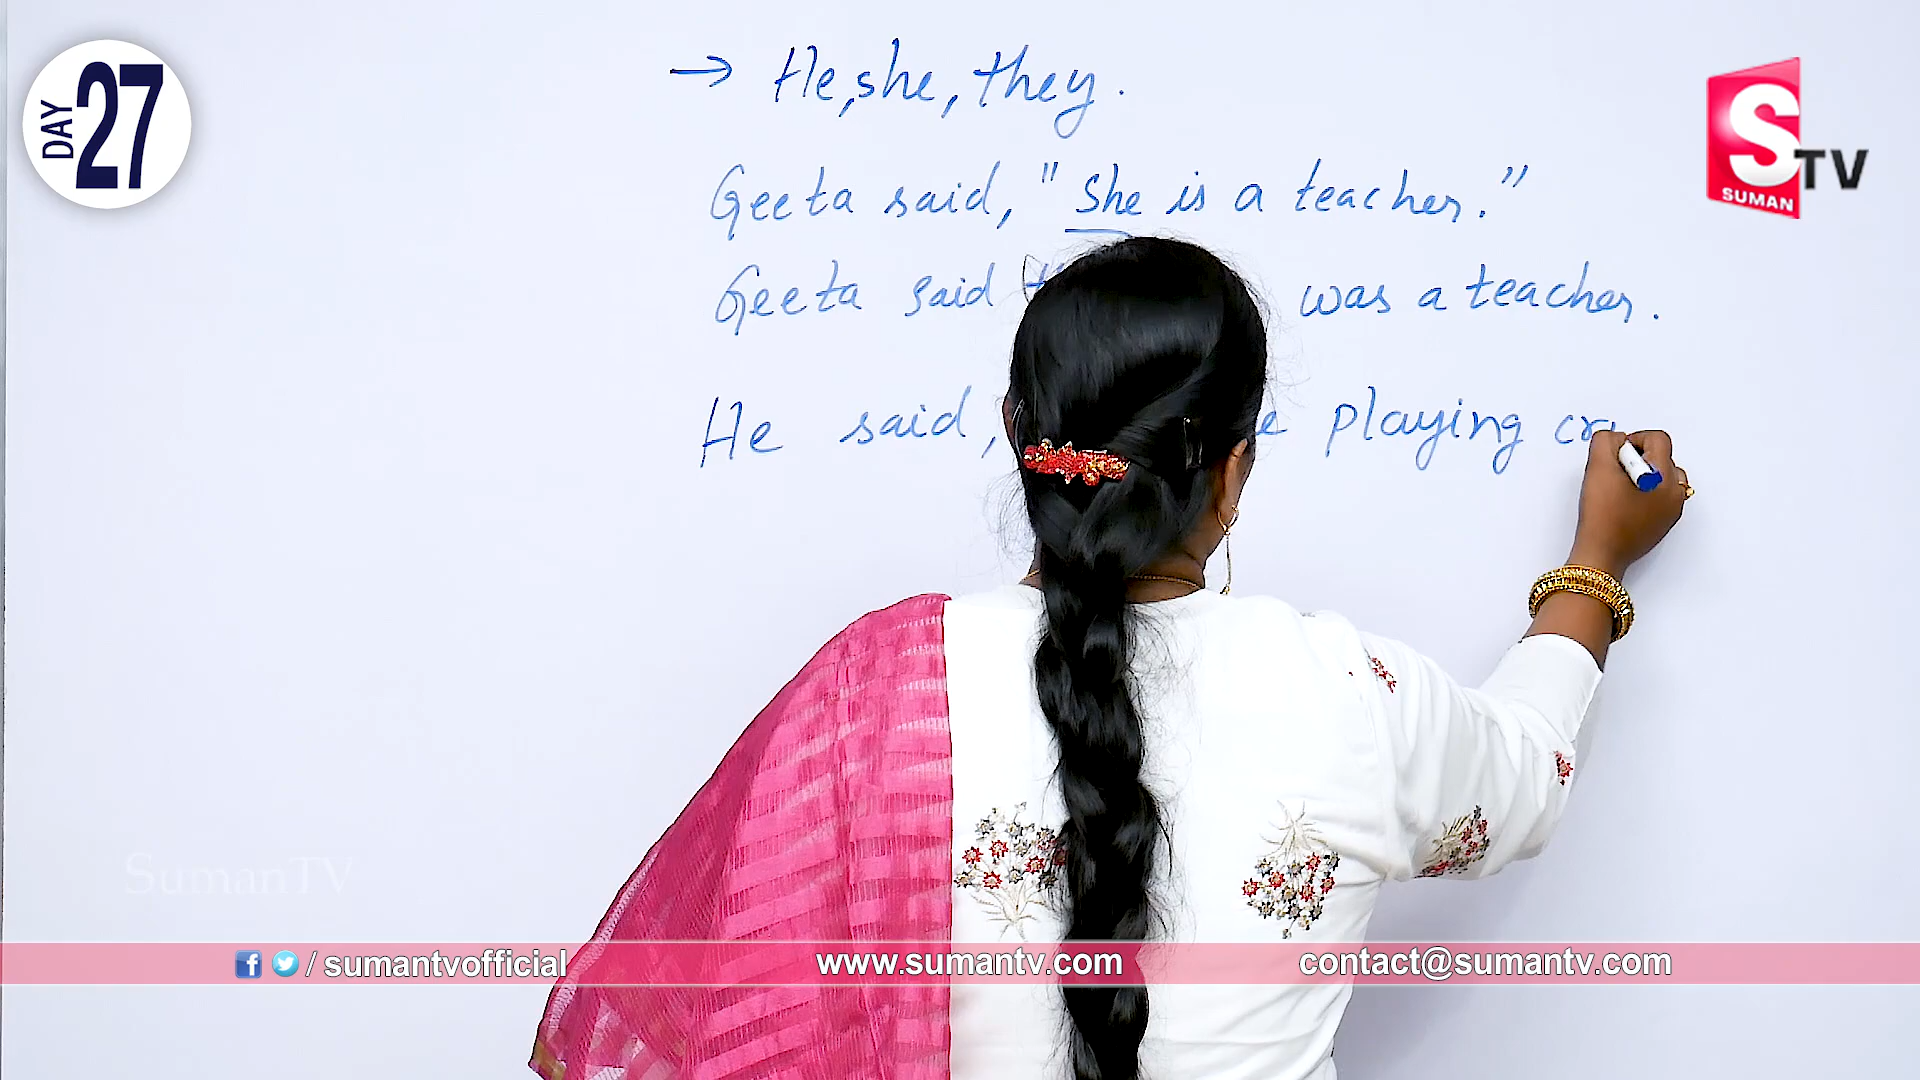 DAY 27
→ He, she, they.
S TV
SUMAN
Geeta said, "She is a teacher."
Geeta said was a teacher.
He said, playing
SumanTV
/ sumantvofficial
www.sumantv.com
contact@sumantv.com